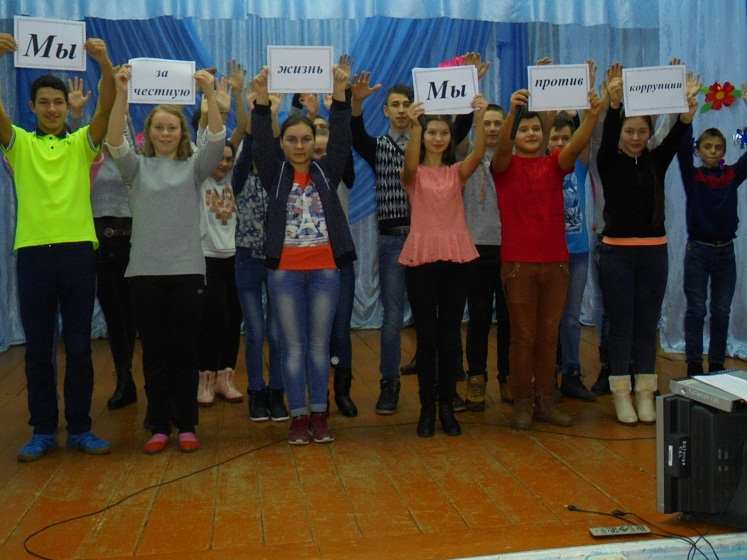 Мы
за
честную
жизнь
Мы
против
коррупции